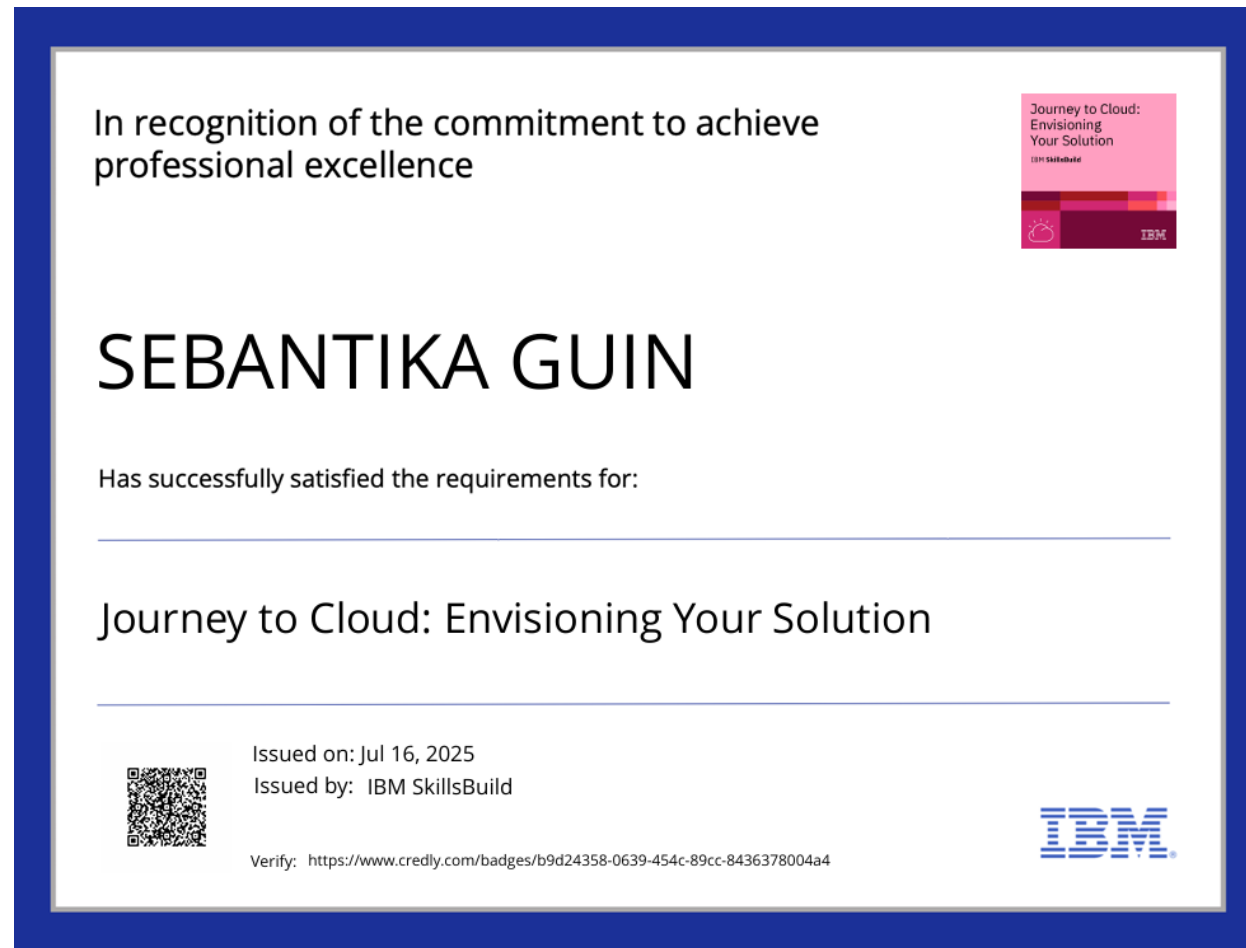 In recognition of the commitment to achieve
professional excellence
Journey to Cloud:
Envisioning
Your Solution
IBM SkillsBuild
IBM
SEBANTIKA GUIN
Has successfully satisfied the requirements for:
Journey to Cloud: Envisioning Your Solution
Issued on: Jul 16, 2025
Issued by: IBM SkillsBuild
Verify: https://www.credly.com/badges/b9d24358-0639-454c-89cc-8436378004a4
IBM.